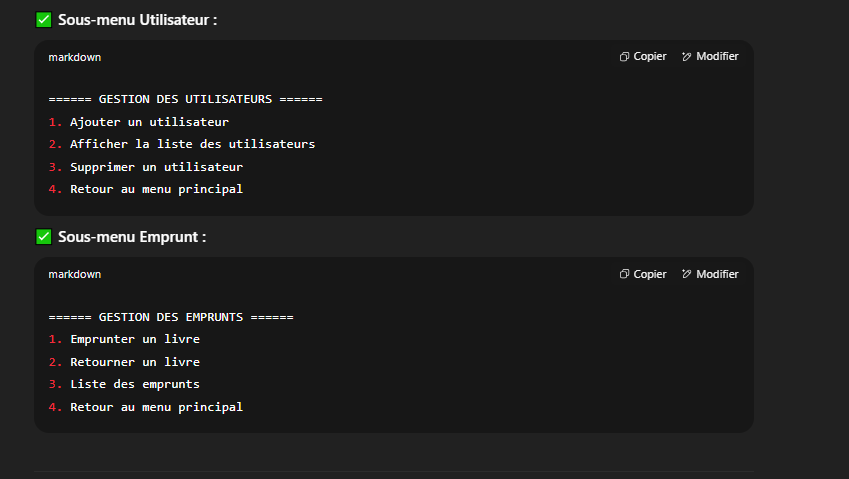 ✅ Sous-menu Utilisateur :
markdown Copier Modifier
====== GESTION DES UTILISATEURS ======
1. Ajouter un utilisateur
2. Afficher la liste des utilisateurs
3. Supprimer un utilisateur
4. Retour au menu principal
✅ Sous-menu Emprunt :
markdown Copier Modifier
====== GESTION DES EMPRUNTS ======
1. Emprunter un livre
2. Retourner un livre
3. Liste des emprunts
4. Retour au menu principal